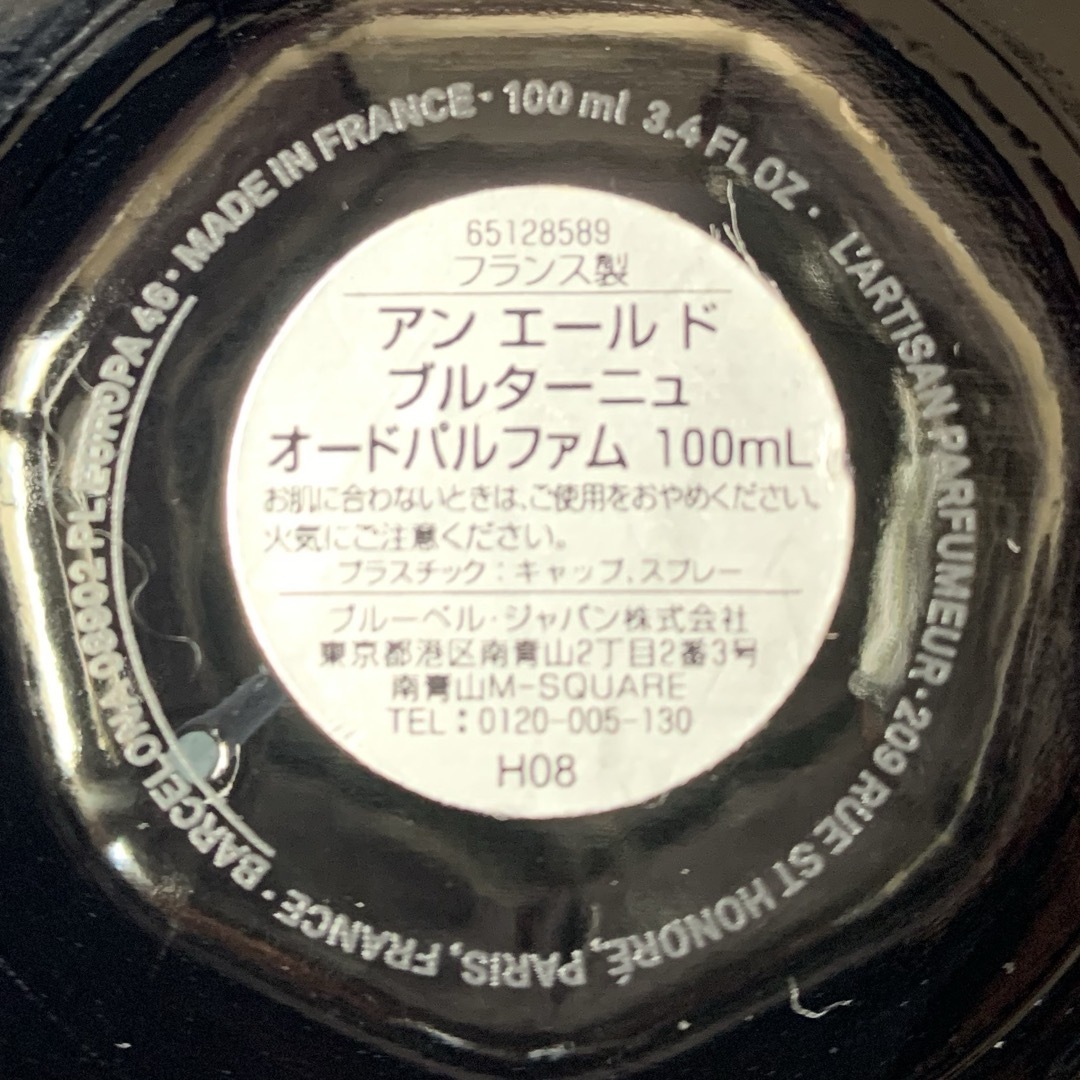 65128589
フランス製
アン エール ド
ブルターニュ
オードパルファム 100mL
お肌に合わないときは、ご使用をおやめください。
火気にご注意ください。
プラスチック：キャップ、スプレー
ブルーベル・ジャパン株式会社
東京都港区南青山2丁目2番3号
南青山M-SQUARE
TEL：0120-005-130
H08
MADE IN FRANCE · 100 ml 3.4 FL OZ · L'ARTISAN PARFUMEUR · 209 RUE ST HONORÉ, PARIS, FRANCE · BARCELONA 08902 PL EUROPA 46 ·